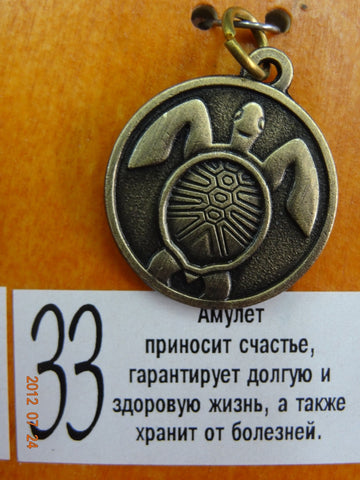 33
Амулет
приносит счастье,
гарантирует долгую и
здоровую жизнь, а также
хранит от болезней.
2012 07 24